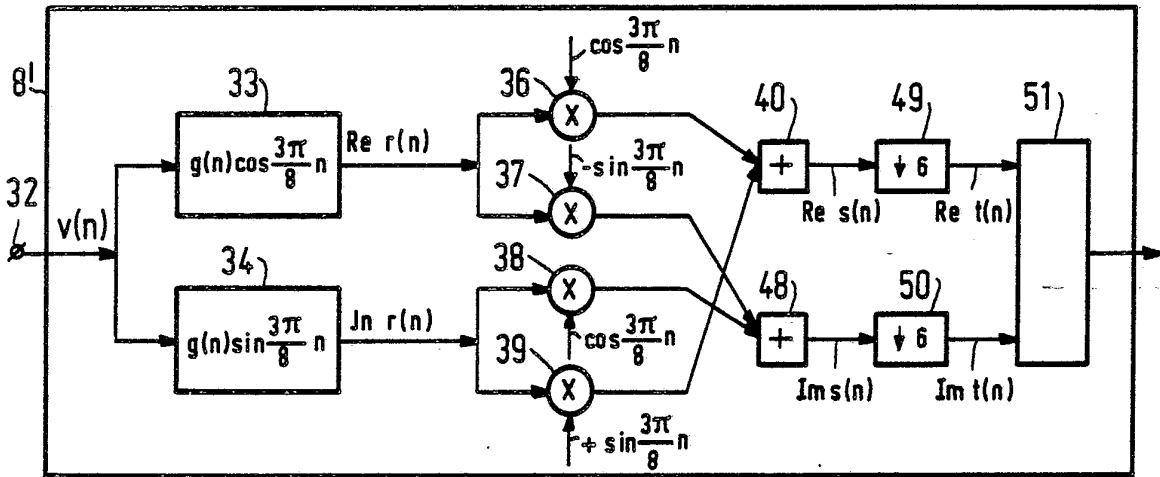 8'
32
v(n)
33
g(n)cos 3π/8 n
Re r(n)
34
g(n)sin 3π/8 n
Jn r(n)
cos 3π/8 n
36
X
-sin 3π/8 n
37
X
38
X
cos 3π/8 n
39
X
+ sin 3π/8 n
40
+
Re s(n)
49
↓ 6
Re t(n)
51
48
+
Im s(n)
50
↓ 6
Im t(n)